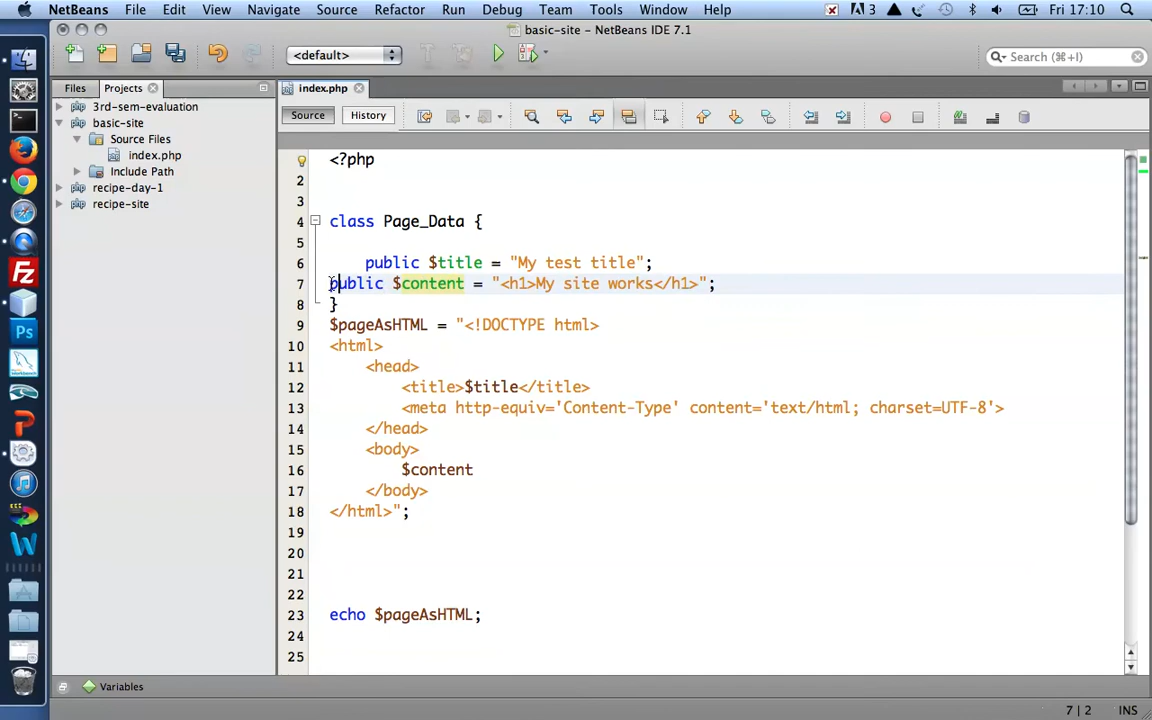 NetBeans File Edit View Navigate Source Refactor Run Debug Team Tools Window Help 3 Fri 17:10
basic-site - NetBeans IDE 7.1
<default> Search (⌘+I)
Files Projects index.php
Source History
3rd-sem-evaluation
basic-site
Source Files
index.php
Include Path
recipe-day-1
recipe-site
<?php
2
3
4 class Page_Data {
5
6 public $title = "My test title";
7 public $content = "<h1>My site works</h1>";
8 }
9 $pageAsHTML = "<!DOCTYPE html>
10 <html>
11 <head>
12 <title>$title</title>
13 <meta http-equiv='Content-Type' content='text/html; charset=UTF-8'>
14 </head>
15 <body>
16 $content
17 </body>
18 </html>";
19
20
21
22
23 echo $pageAsHTML;
24
25
Variables
7 | 2 INS